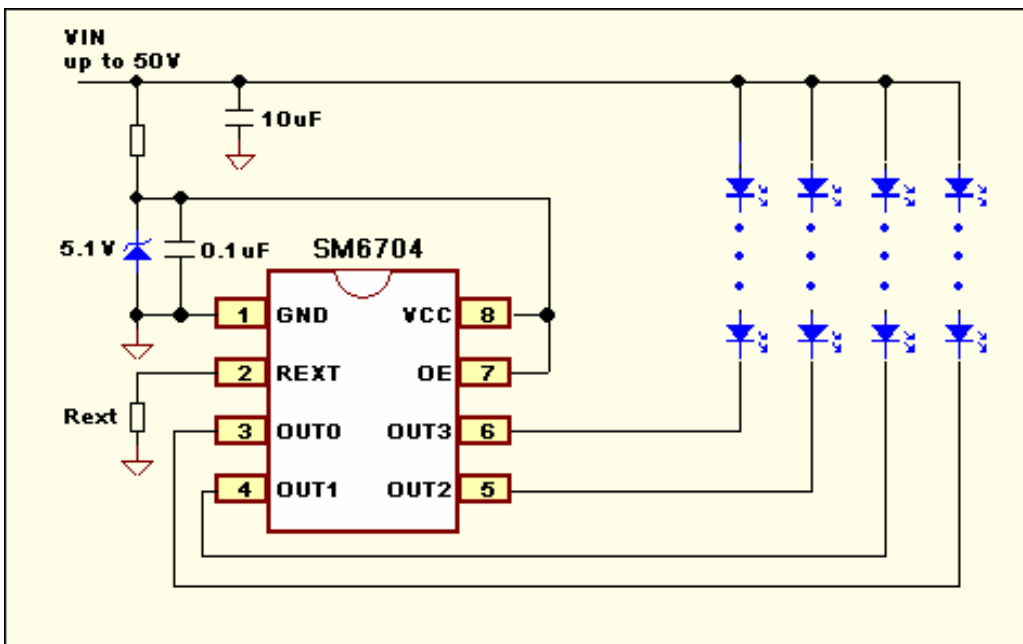 VIN
up to 50V
10uF
5.1V
0.1uF
SM6704
1 GND VCC 8
2 REXT OE 7
Rext
3 OUT0 OUT3 6
4 OUT1 OUT2 5